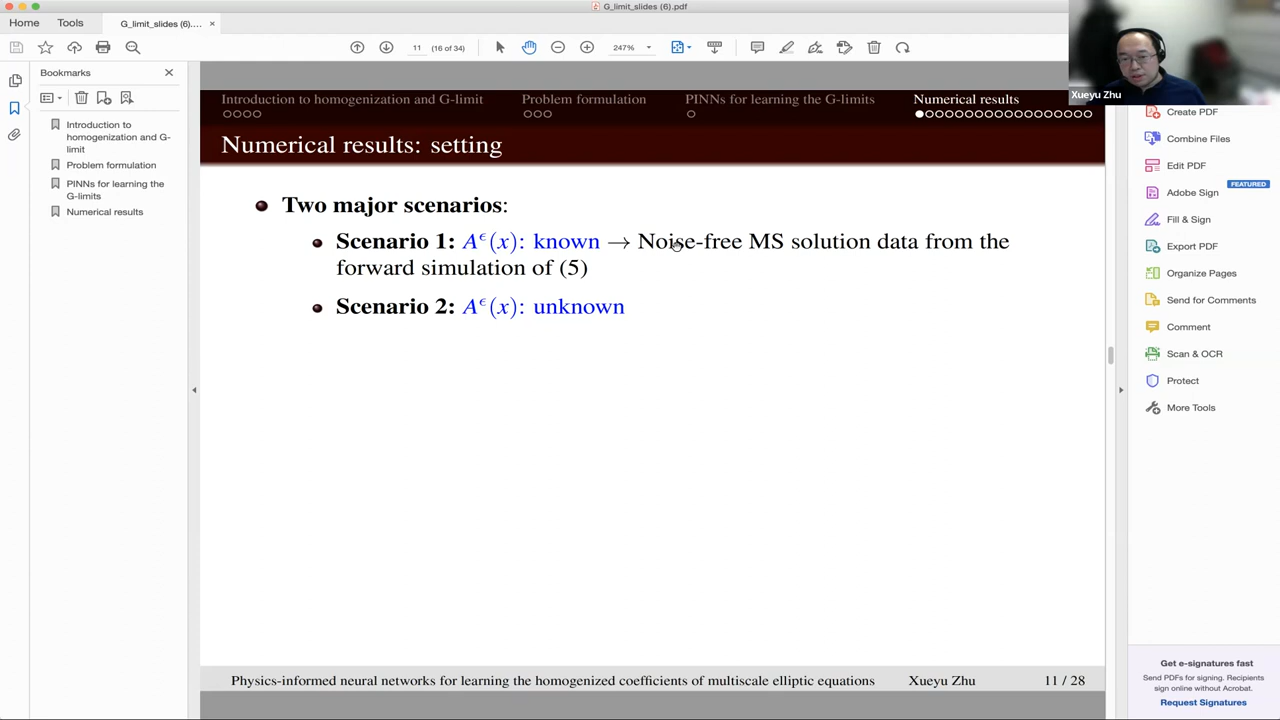 G_limit_slides (6).pdf
Home
Tools
G_limit_slides (6)....
×
11
(16 of 34)
247%
Xueyu Zhu
Bookmarks
Introduction to
homogenization and G-
limit
Problem formulation
PINNs for learning the
G-limits
Numerical results
Introduction to homogenization and G-limit
Problem formulation
PINNs for learning the G-limits
Numerical results
Numerical results: setting
Two major scenarios:
Scenario 1: A^ϵ(x): known → Noise-free MS solution data from the
forward simulation of (5)
Scenario 2: A^ϵ(x): unknown
Physics-informed neural networks for learning the homogenized coefficients of multiscale elliptic equations
Xueyu Zhu
11 / 28
Create PDF
Combine Files
Edit PDF
FEATURED
Adobe Sign
Fill & Sign
Export PDF
Organize Pages
Send for Comments
Comment
Scan & OCR
Protect
More Tools
Get e-signatures fast
Send PDFs for signing. Recipients
sign online without Acrobat.
Request Signatures